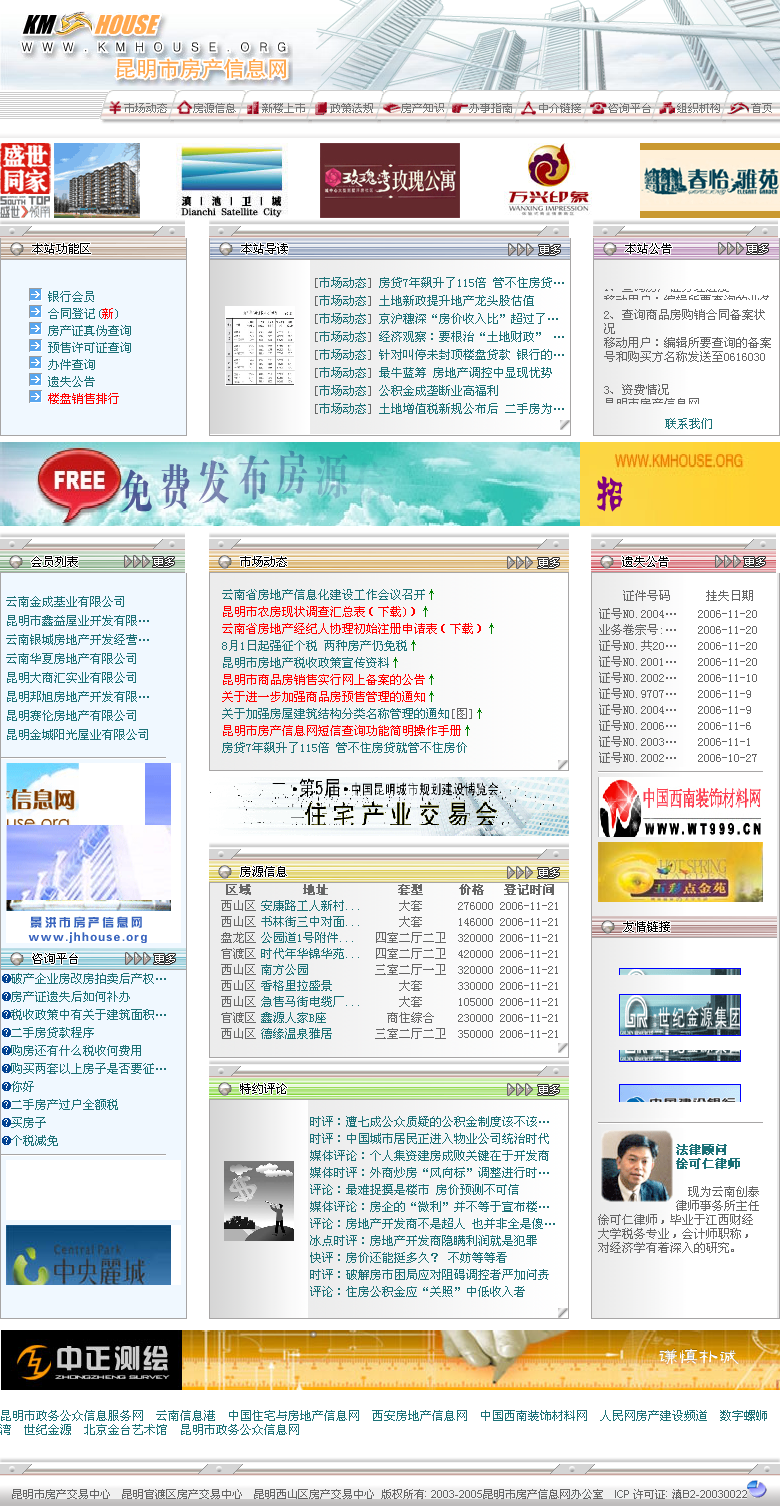 KM HOUSE
WWW.KMHOUSE.ORG
昆明市房产信息网
市场动态 房源信息 新楼上市 政策法规 房产知识 办事指南 中介链接 咨询平台 组织机构 首页
盛世同家
SOUTH TOP
盛世 领南
滇池卫城
Dianchi Satellite City
玫瑰湾 玫瑰公寓
万兴印象
WANXING IMPRESSION
春怡雅苑
ELEGANT GARDEN
本站功能区
银行会员
合同登记(新)
房产证真伪查询
预售许可证查询
办件查询
遗失公告
楼盘销售排行
本站导读 更多
[市场动态] 房贷7年飙升了115倍 管不住房贷…
[市场动态] 土地新政提升地产龙头股估值
[市场动态] 京沪穗深“房价收入比”超过了…
[市场动态] 经济观察：要根治“土地财政” …
[市场动态] 针对叫停未封顶楼盘贷款 银行的…
[市场动态] 最牛蓝筹 房地产调控中显现优势
[市场动态] 公积金成垄断业高福利
[市场动态] 土地增值税新规公布后 二手房为…
本站公告 更多
移动用户：编辑所要查询的业务
2、查询商品房购销合同备案状况
移动用户：编辑所要查询的备案号和购买方名称发送至0616030
3、资费情况
昆明市房产信息网
联系我们
FREE 免费发布房源
WWW.KMHOUSE.ORG
招
会员列表 更多
云南金成基业有限公司
昆明市鑫益屋业开发有限…
云南银城房地产开发经营…
云南华夏房地产有限公司
昆明大商汇实业有限公司
昆明邦旭房地产开发有限…
昆明赛伦房地产有限公司
昆明金城阳光屋业有限公司
信息网
use.org
景洪市房产信息网
www.jhhouse.org
咨询平台 更多
破产企业房改房拍卖后产权…
房产证遗失后如何补办
税收政策中有关于建筑面积…
二手房贷款程序
购房还有什么税收何费用
购买两套以上房子是否要征…
你好
二手房产过户全额税
买房子
个税减免
Central Park
中央麗城
市场动态 更多
云南省房地产信息化建设工作会议召开↑
昆明市农房现状调查汇总表(下载))↑
云南省房地产经纪人协理初始注册申请表(下载)↑
8月1日起强征个税 两种房产仍免税↑
昆明市房地产税收政策宣传资料↑
昆明市商品房销售实行网上备案的公告↑
关于进一步加强商品房预售管理的通知↑
关于加强房屋建筑结构分类名称管理的通知[图]↑
昆明市房产信息网短信查询功能简明操作手册↑
房贷7年飙升了115倍 管不住房贷就管不住房价
第5届·中国昆明城市规划建设博览会
住宅产业交易会
房源信息 更多
区域 地址 套型 价格 登记时间
西山区 安康路工人新村... 大套 276000 2006-11-21
西山区 书林街三中对面... 大套 146000 2006-11-21
盘龙区 公园道1号附件... 四室二厅二卫 320000 2006-11-21
官渡区 时代年华锦华苑... 四室二厅二卫 420000 2006-11-21
西山区 南方公园 三室二厅一卫 320000 2006-11-21
西山区 香格里拉盛景 大套 330000 2006-11-21
西山区 急售马街电缆厂... 大套 105000 2006-11-21
官渡区 鑫源人家B座 商住综合 230000 2006-11-21
西山区 德缘温泉雅居 三室二厅二卫 350000 2006-11-21
特约评论 更多
时评：遭七成公众质疑的公积金制度该不该…
时评：中国城市居民正进入物业公司统治时代
媒体评论：个人集资建房成败关键在于开发商
媒体时评：外商炒房“风向标”调整进行时…
评论：最难捉摸是楼市 房价预测不可信
媒体评论：房企的“微利”并不等于宣布楼…
评论：房地产开发商不是超人 也并非全是傻…
冰点时评：房地产开发商隐瞒利润就是犯罪
快评：房价还能挺多久？ 不妨等等看
时评：破解房市困局应对阻碍调控者严加问责
评论：住房公积金应“关照”中低收入者
遗失公告 更多
证件号码 挂失日期
证号NO.2004… 2006-11-20
业务卷宗号:… 2006-11-20
证号NO.共20… 2006-11-20
证号NO.2001… 2006-11-20
证号NO.2002… 2006-11-10
证号NO.9707… 2006-11-9
证号NO.2004… 2006-11-9
证号NO.2006… 2006-11-6
证号NO.2003… 2006-11-1
证号NO.2002… 2006-10-27
中国西南装饰材料网
WWW.WT999.CN
HOT SPRING
五彩点金苑
友情链接
世纪金源集团
中国建设银行
法律顾问
徐可仁律师
现为云南创泰律师事务所主任徐可仁律师，毕业于江西财经大学税务专业，会计师职称，对经济学有着深入的研究。
中正测绘
ZHONGZHENG SURVEY
谦慎朴诚
昆明市政务公众信息服务网 云南信息港 中国住宅与房地产信息网 西安房地产信息网 中国西南装饰材料网 人民网房产建设频道 数字螺蛳湾 世纪金源 北京金台艺术馆 昆明市政务公众信息网
昆明市房产交易中心 昆明官渡区房产交易中心 昆明西山区房产交易中心 版权所有: 2003-2005昆明市房产信息网办公室 ICP 许可证: 滇B2-20030022